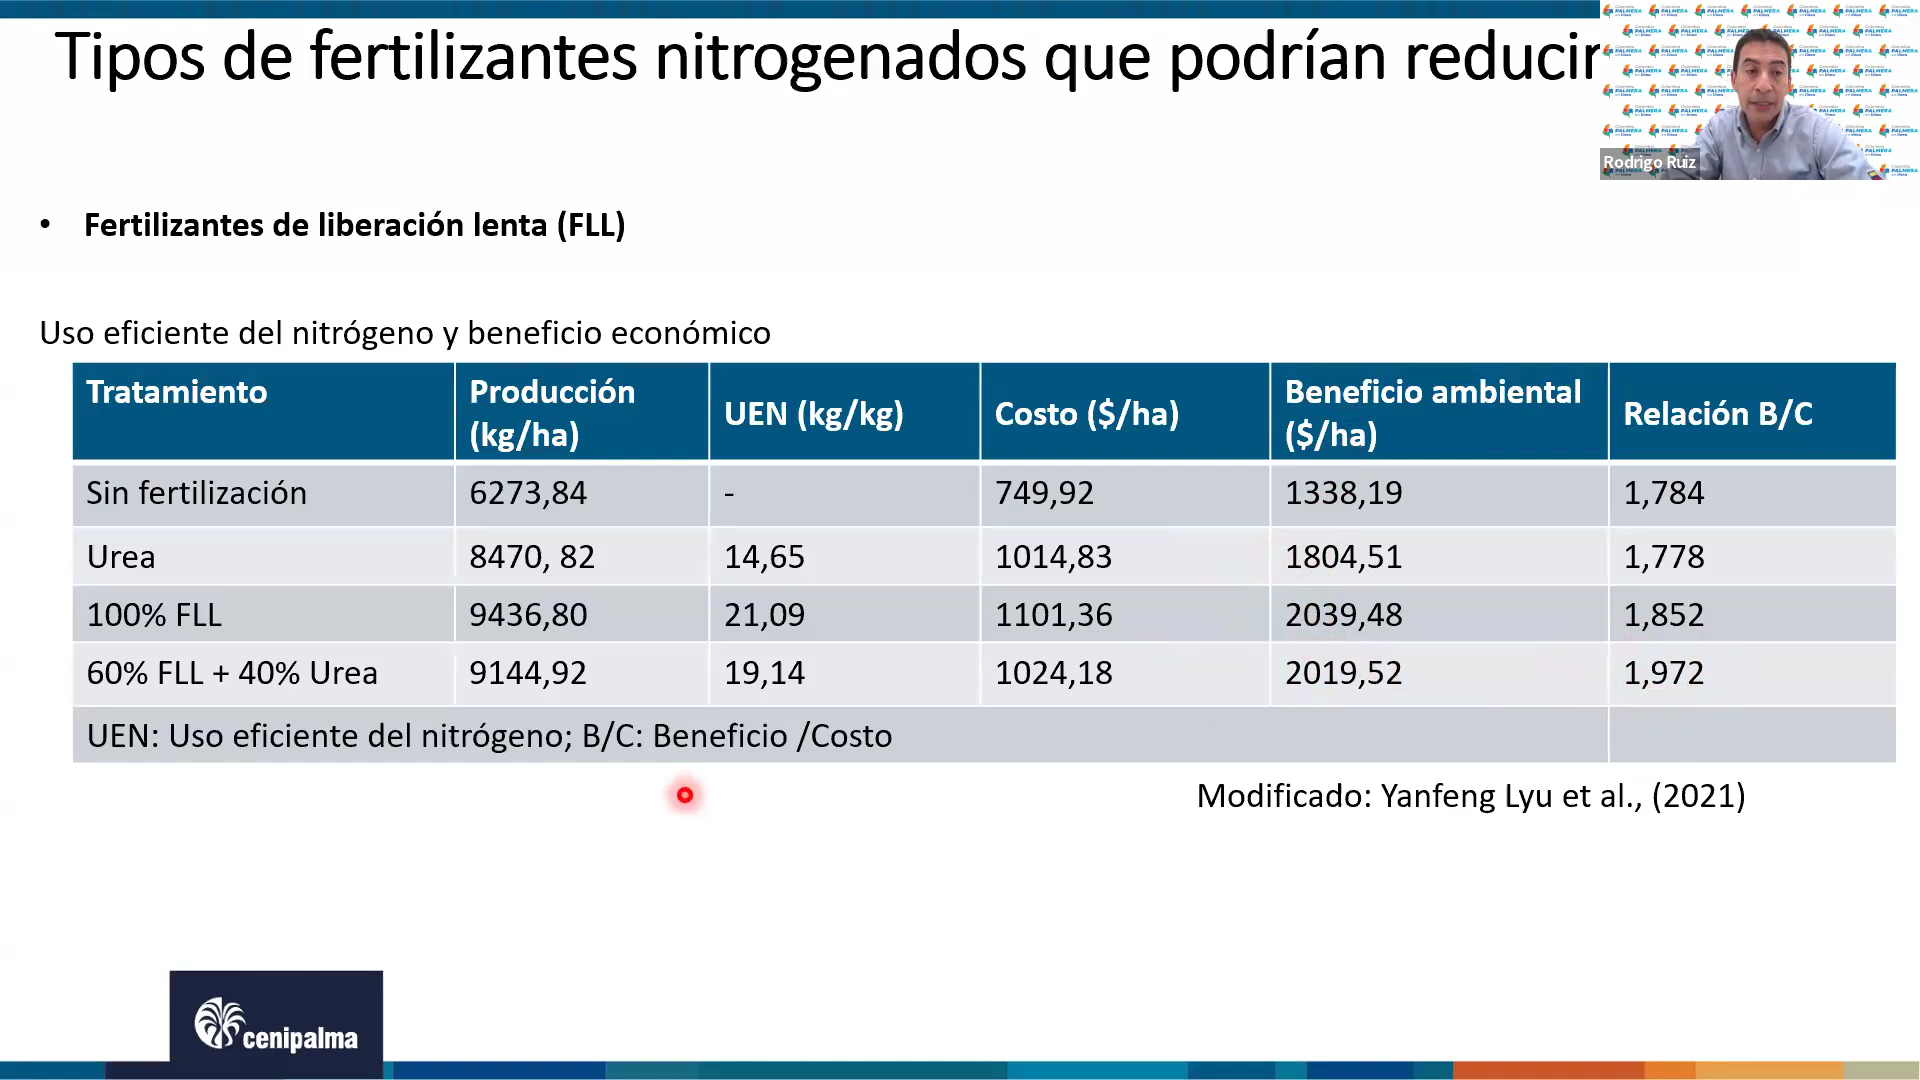 Tipos de fertilizantes nitrogenados que podrían reducir
Rodrigo Ruiz
• Fertilizantes de liberación lenta (FLL)
Uso eficiente del nitrógeno y beneficio económico
Tratamiento Producción (kg/ha) UEN (kg/kg) Costo ($/ha) Beneficio ambiental ($/ha) Relación B/C
Sin fertilización 6273,84 - 749,92 1338,19 1,784
Urea 8470, 82 14,65 1014,83 1804,51 1,778
100% FLL 9436,80 21,09 1101,36 2039,48 1,852
60% FLL + 40% Urea 9144,92 19,14 1024,18 2019,52 1,972
UEN: Uso eficiente del nitrógeno; B/C: Beneficio /Costo
Modificado: Yanfeng Lyu et al., (2021)
cenipalma